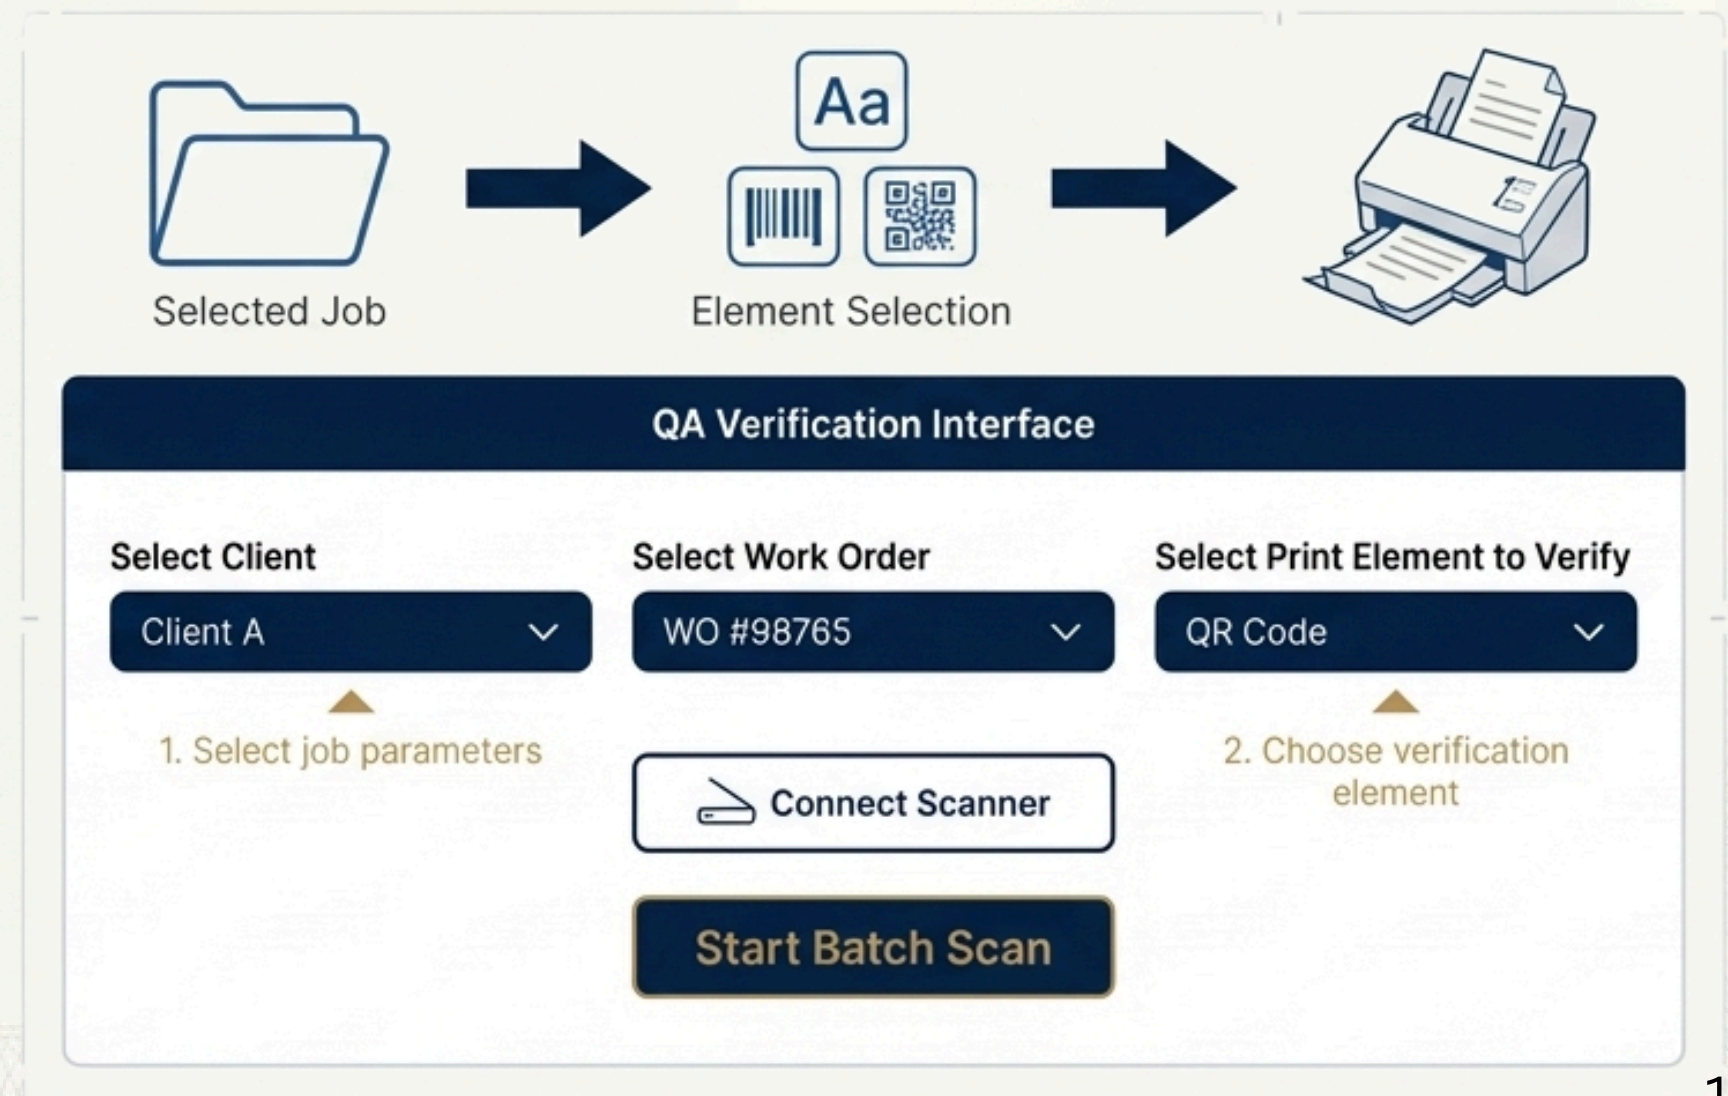 Aa
Selected Job
Element Selection
QA Verification Interface
Select Client
Select Work Order
Select Print Element to Verify
Client A
WO #98765
QR Code
1. Select job parameters
2. Choose verification
element
Connect Scanner
Start Batch Scan
1